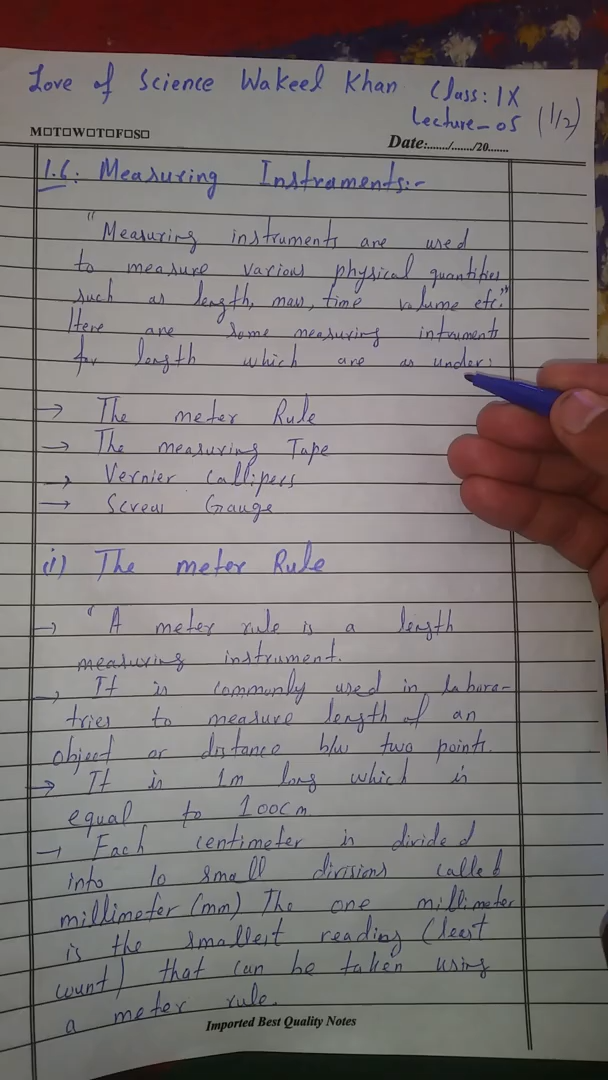 Love of Science Wakeel Khan Class: IX
Lecture-05 (1/2)
M☐T☐W☐T☐F☐S☐
Date:......./......./20.......
1.6: Measuring Instraments:-
"Measuring instruments are used
to measure various physical quantities
such as length, mass, time volume etc."
Here are some measuring intruments
for length which are as under:
→ The meter Rule
→ The measuring Tape
→ Vernier Callipers
→ Screw Gauge
(i) The meter Rule
→ "A meter rule is a length
measuring instrument.
→ It is commonly used in labora-
tries to measure length of an
object or distance b/w two points.
→ It is 1m long which is
equal to 100cm
→ Each centimeter is divided
into 10 small divisions called
millimeter (mm) The one millimeter
is the smallest reading (least
count) that can be taken using
a meter rule.
Imported Best Quality Notes